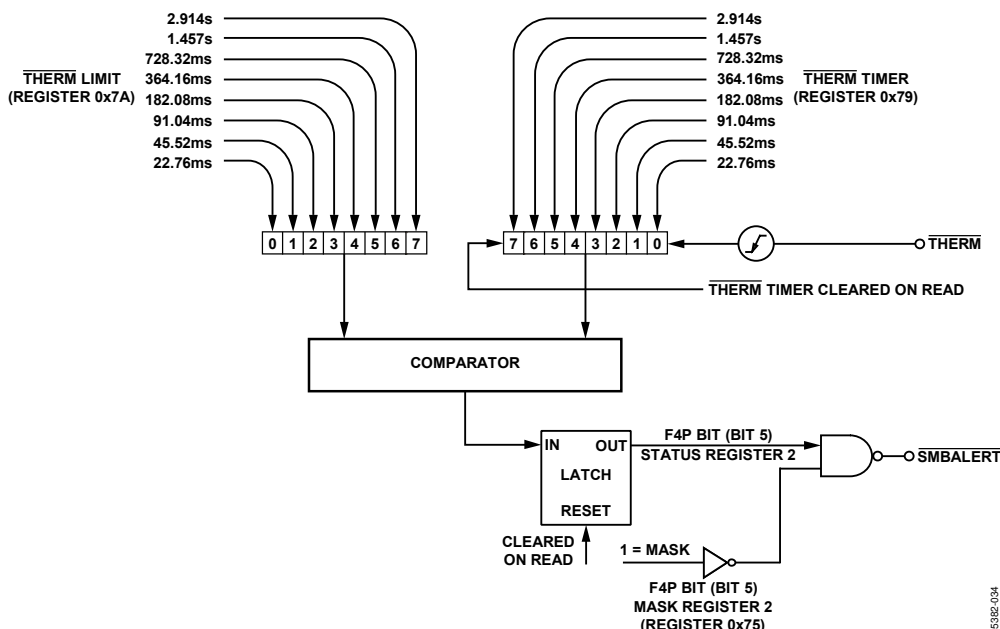 2.914s
1.457s
728.32ms
364.16ms
182.08ms
91.04ms
45.52ms
22.76ms
THERM LIMIT
(REGISTER 0x7A)
2.914s
1.457s
728.32ms
364.16ms
182.08ms
91.04ms
45.52ms
22.76ms
THERM TIMER
(REGISTER 0x79)
0 1 2 3 4 5 6 7
7 6 5 4 3 2 1 0
THERM
THERM TIMER CLEARED ON READ
COMPARATOR
IN OUT
LATCH
RESET
F4P BIT (BIT 5)
STATUS REGISTER 2
SMBALERT
CLEARED
ON READ
1 = MASK
F4P BIT (BIT 5)
MASK REGISTER 2
(REGISTER 0x75)
5382-034